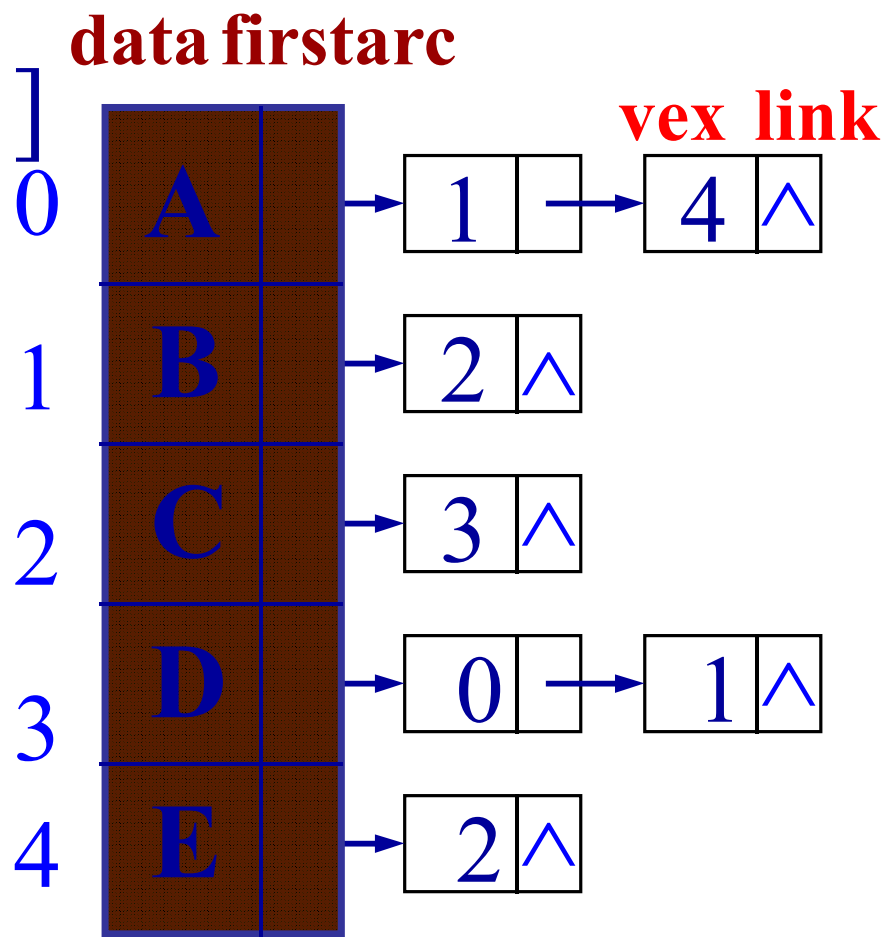 data firstarc
]
vex link
0 A 1 4 ∧
1 B 2 ∧
2 C 3 ∧
3 D 0 1 ∧
4 E 2 ∧